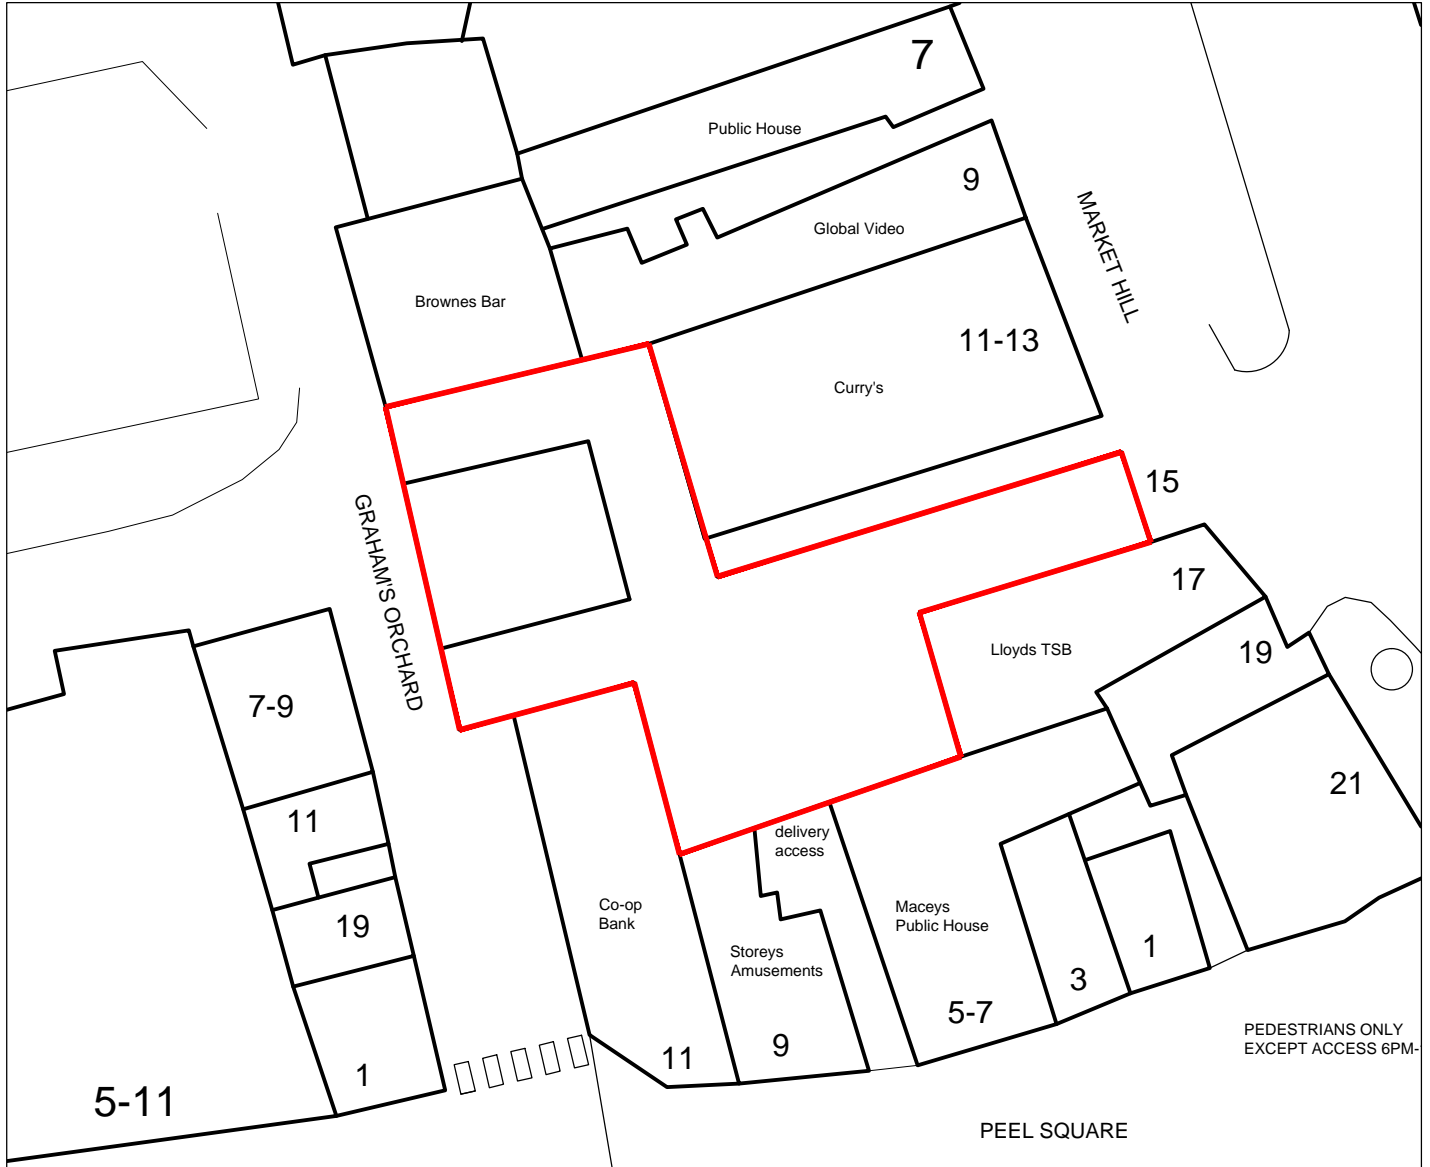 7
Public House
9
Global Video
MARKET HILL
Brownes Bar
11-13
Curry's
15
GRAHAM'S ORCHARD
17
Lloyds TSB
19
7-9
21
11
delivery
access
Co-op
Bank
Maceys
Public House
19
Storeys
Amusements
1
3
5-7
PEDESTRIANS ONLY
EXCEPT ACCESS 6PM-
9
11
1
5-11
PEEL SQUARE